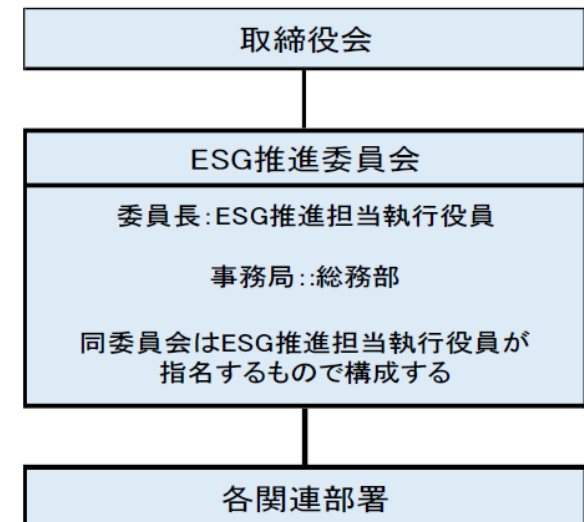 取締役会
ESG推進委員会
委員長:ESG推進担当執行役員
事務局::総務部
同委員会はESG推進担当執行役員が
指名するもので構成する
各関連部署